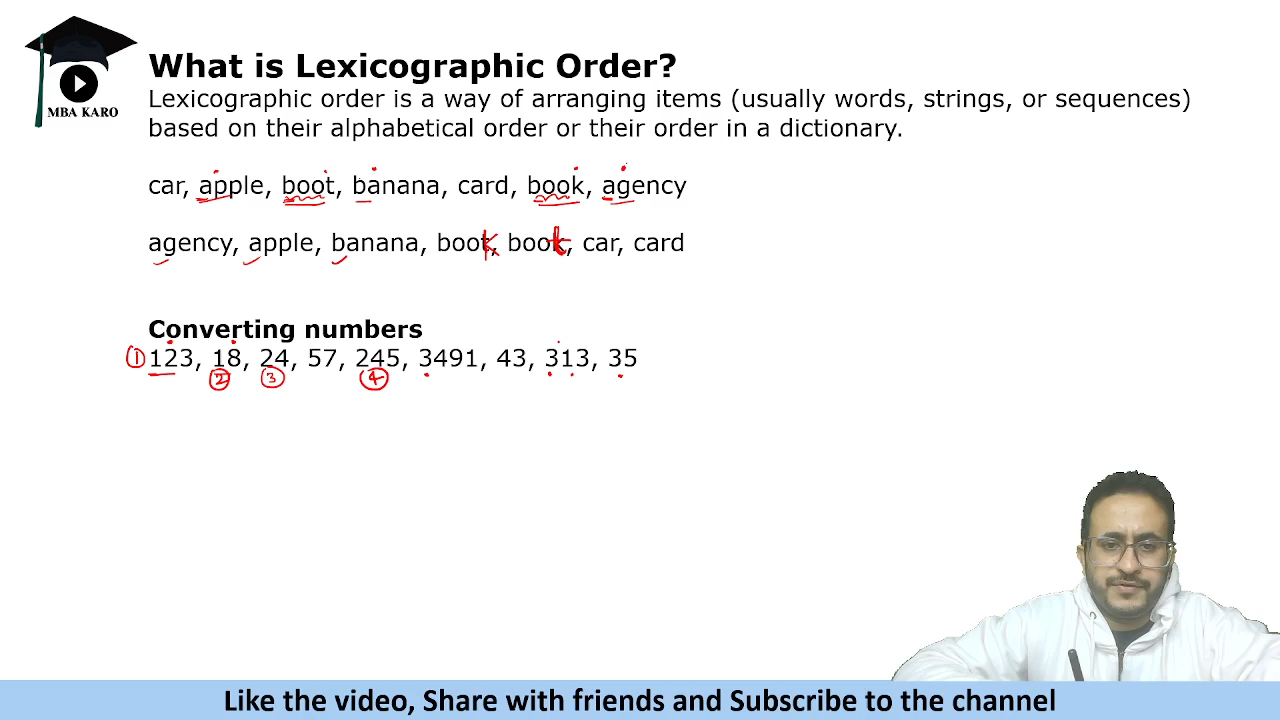 MBA KARO
What is Lexicographic Order?
Lexicographic order is a way of arranging items (usually words, strings, or sequences)
based on their alphabetical order or their order in a dictionary.
car, apple, boot, banana, card, book, agency
agency, apple, banana, book, boot, car, card
Converting numbers
① 123, 18, 24, 57, 245, 3491, 43, 313, 35
② ③ ④
Like the video, Share with friends and Subscribe to the channel